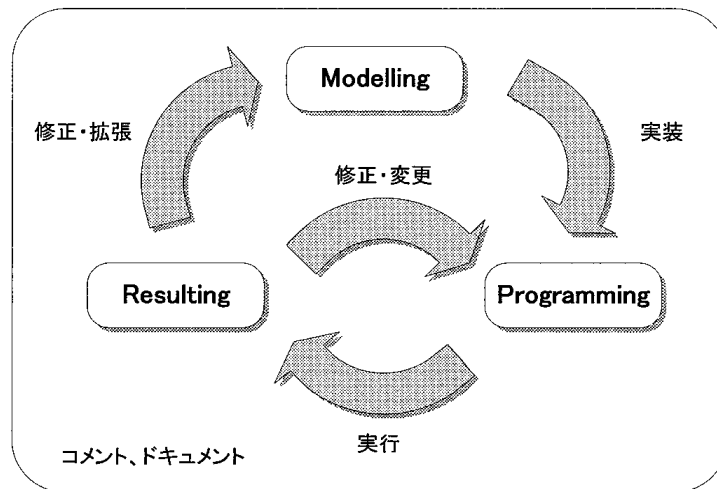 Modelling
修正・拡張
実装
修正・変更
Resulting
Programming
実行
コメント、ドキュメント